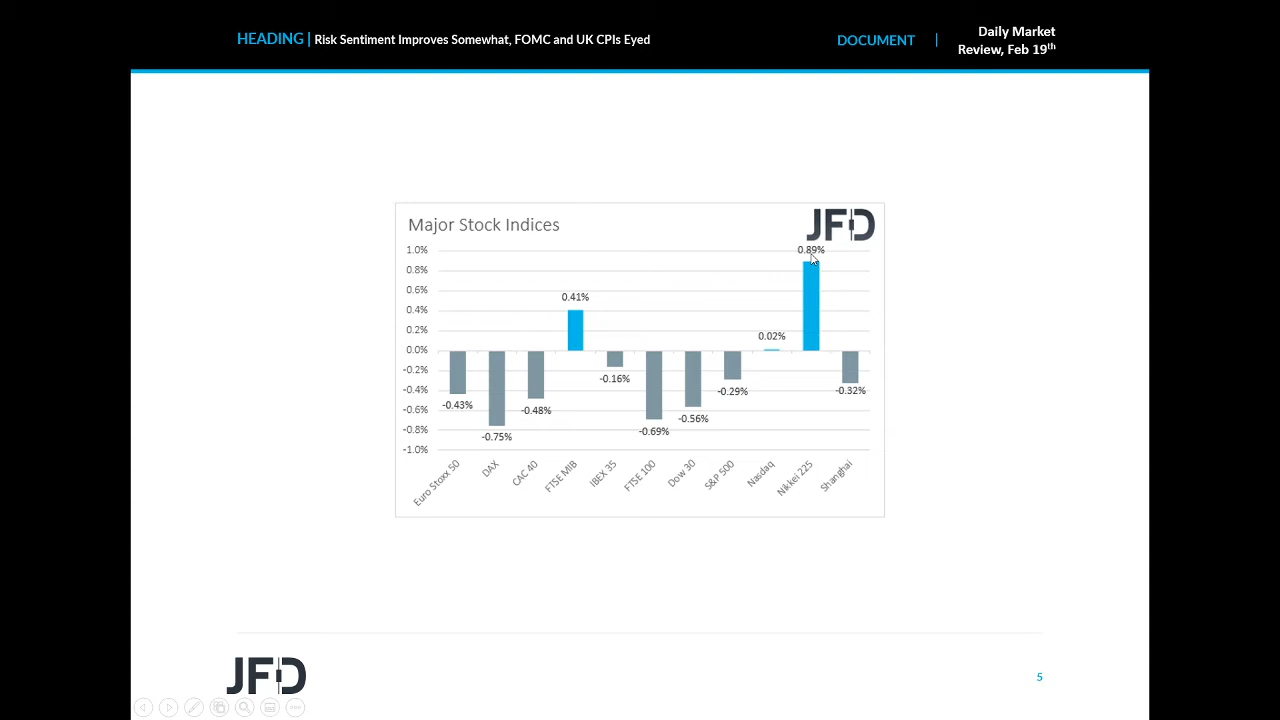 HEADING | Risk Sentiment Improves Somewhat, FOMC and UK CPIs Eyed
DOCUMENT | Daily Market
Review, Feb 19th
Major Stock Indices
JFD
1.0%
0.8%
0.6%
0.4%
0.2%
0.0%
-0.2%
-0.4%
-0.6%
-0.8%
-1.0%
-0.43%
-0.75%
-0.48%
0.41%
-0.16%
-0.69%
-0.56%
-0.29%
0.02%
0.89%
-0.32%
Euro Stoxx 50
DAX
CAC 40
FTSE MIB
IBEX 35
FTSE 100
Dow 30
S&P 500
Nasdaq
Nikkei 225
Shanghai
JFD
5